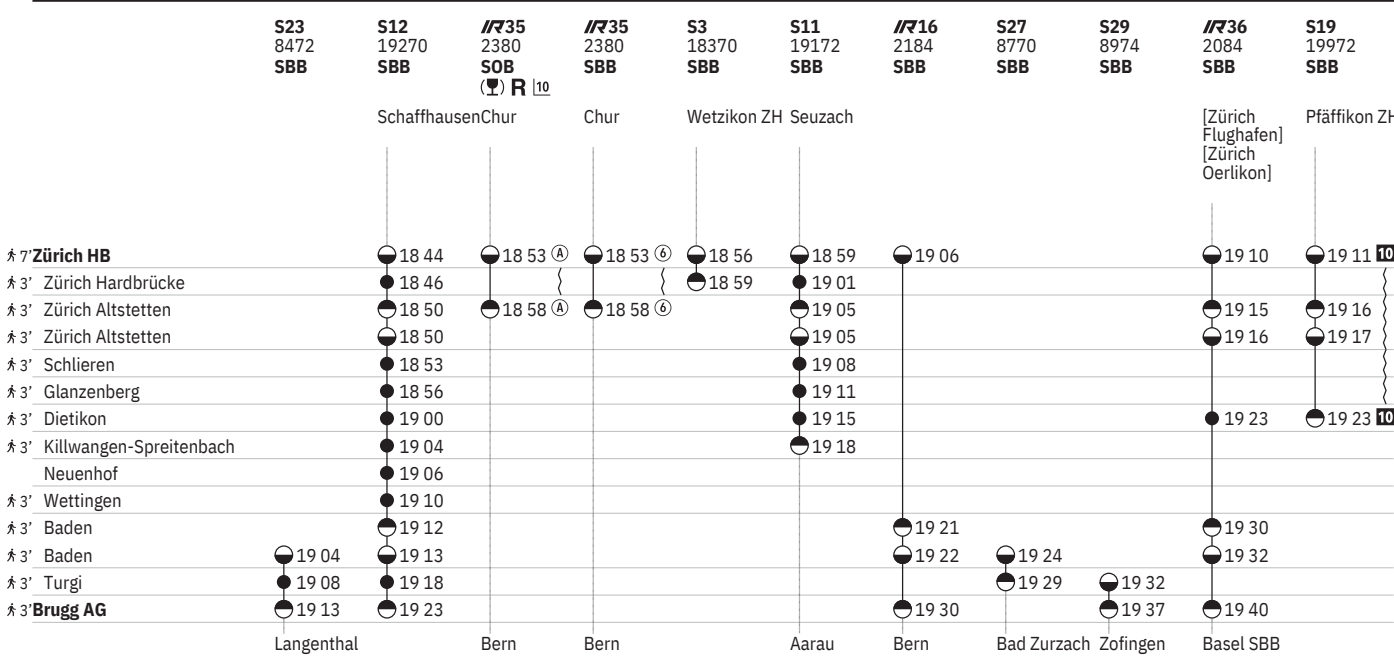 S23 S12 IR35 IR35 S3 S11 IR16 S27 S29 IR36 S19
8472 19270 2380 2380 18370 19172 2184 8770 8974 2084 19972
SBB SBB SOB SBB SBB SBB SBB SBB SBB SBB SBB
R 10
Schaffhausen Chur Chur Wetzikon ZH Seuzach [Zürich Pfäffikon ZH
Flughafen]
[Zürich
Oerlikon]
7' Zürich HB 18 44 18 53 A 18 53 6 18 56 18 59 19 06 19 10 19 11 10
3' Zürich Hardbrücke 18 46 18 59 19 01
3' Zürich Altstetten 18 50 18 58 A 18 58 6 19 05 19 15 19 16
3' Zürich Altstetten 18 50 19 05 19 16 19 17
3' Schlieren 18 53 19 08
3' Glanzenberg 18 56 19 11
3' Dietikon 19 00 19 15 19 23 19 23 10
3' Killwangen-Spreitenbach 19 04 19 18
Neuenhof 19 06
3' Wettingen 19 10
3' Baden 19 12 19 21 19 30
3' Baden 19 04 19 13 19 22 19 24 19 32
3' Turgi 19 08 19 18 19 29 19 32
3' Brugg AG 19 13 19 23 19 30 19 37 19 40
Langenthal Bern Bern Aarau Bern Bad Zurzach Zofingen Basel SBB